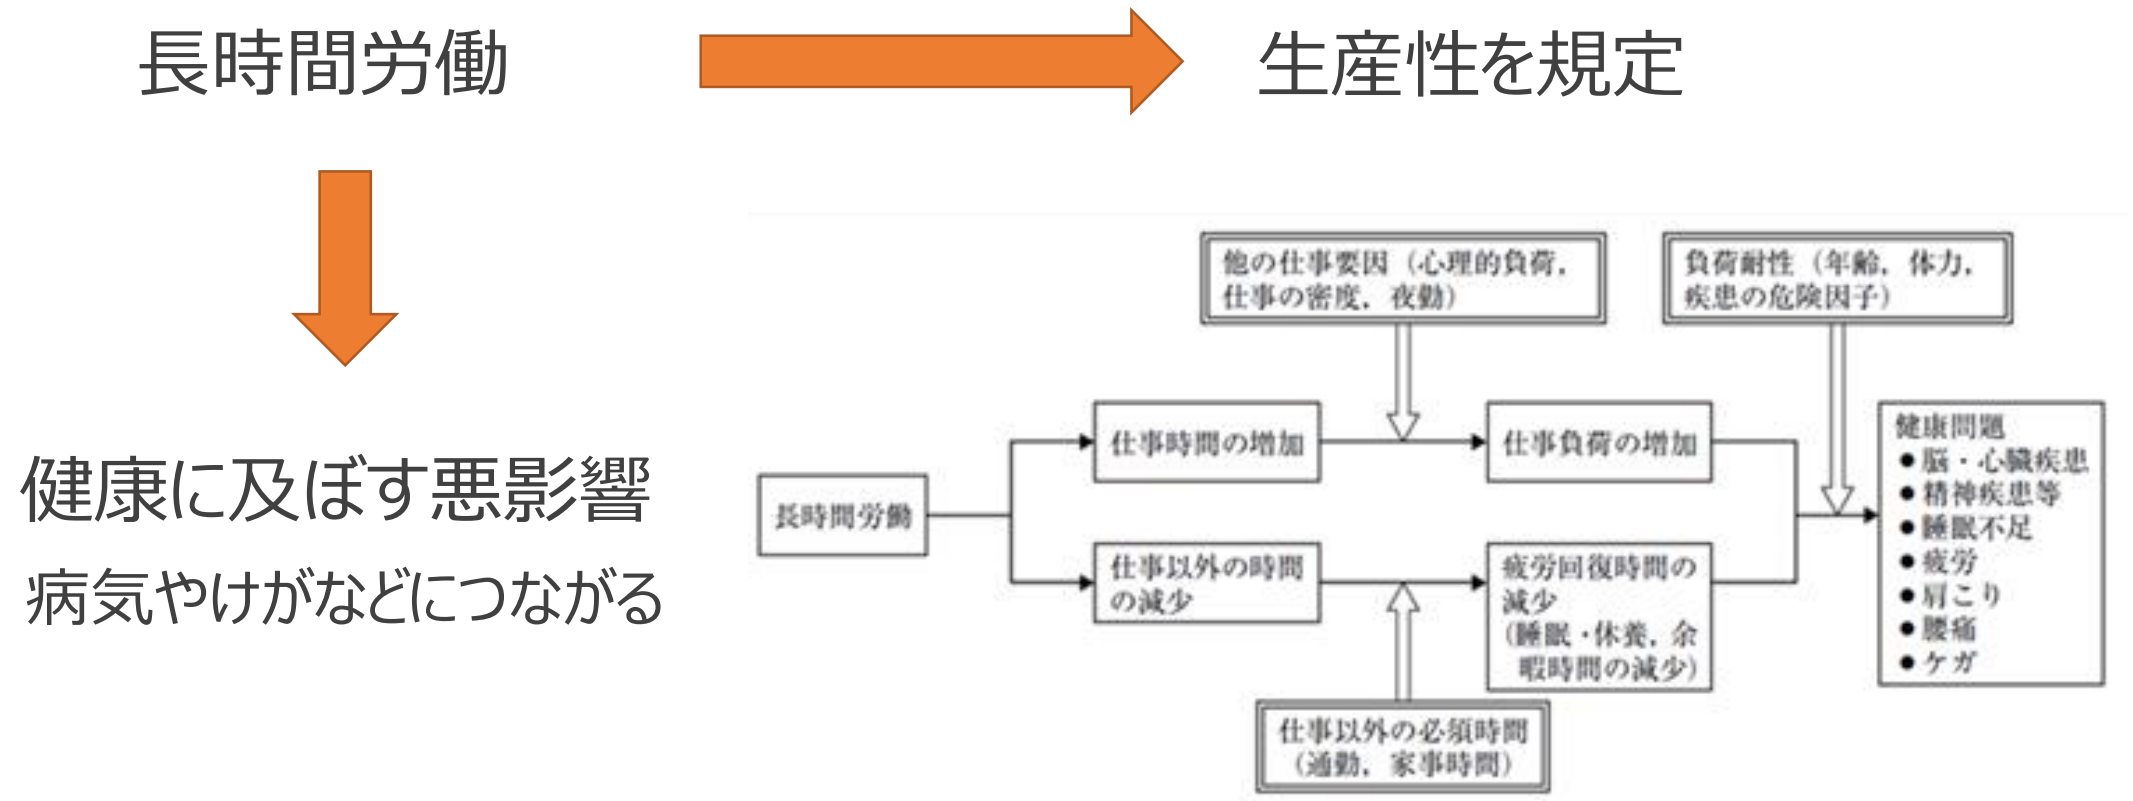 長時間労働
生産性を規定
健康に及ぼす悪影響
病気やけがなどにつながる
他の仕事要因（心理的負荷，
仕事の密度，夜勤）
負荷耐性（年齢，体力，
疾患の危険因子）
長時間労働
仕事時間の増加
仕事負荷の増加
仕事以外の時間
の減少
疲労回復時間の
減少
（睡眠・休養，余
暇時間の減少）
仕事以外の必須時間
（通勤，家事時間）
健康問題
●脳・心臓疾患
●精神疾患等
●睡眠不足
●疲労
●肩こり
●腰痛
●ケガ